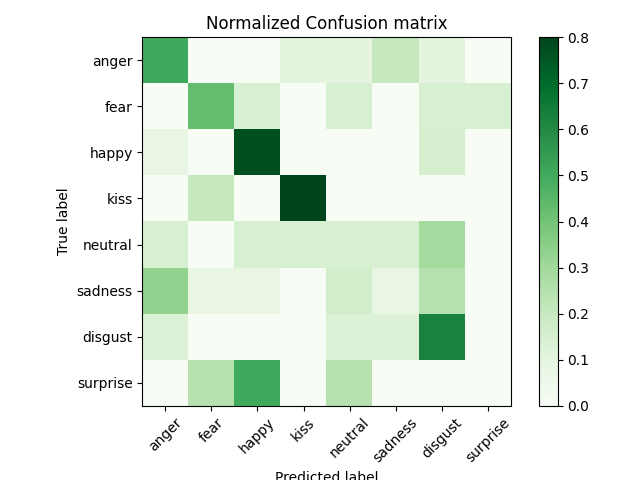 Normalized Confusion matrix
True label
anger
fear
happy
kiss
neutral
sadness
disgust
surprise
anger
fear
happy
kiss
neutral
sadness
disgust
surprise
Predicted label
0.8
0.7
0.6
0.5
0.4
0.3
0.2
0.1
0.0